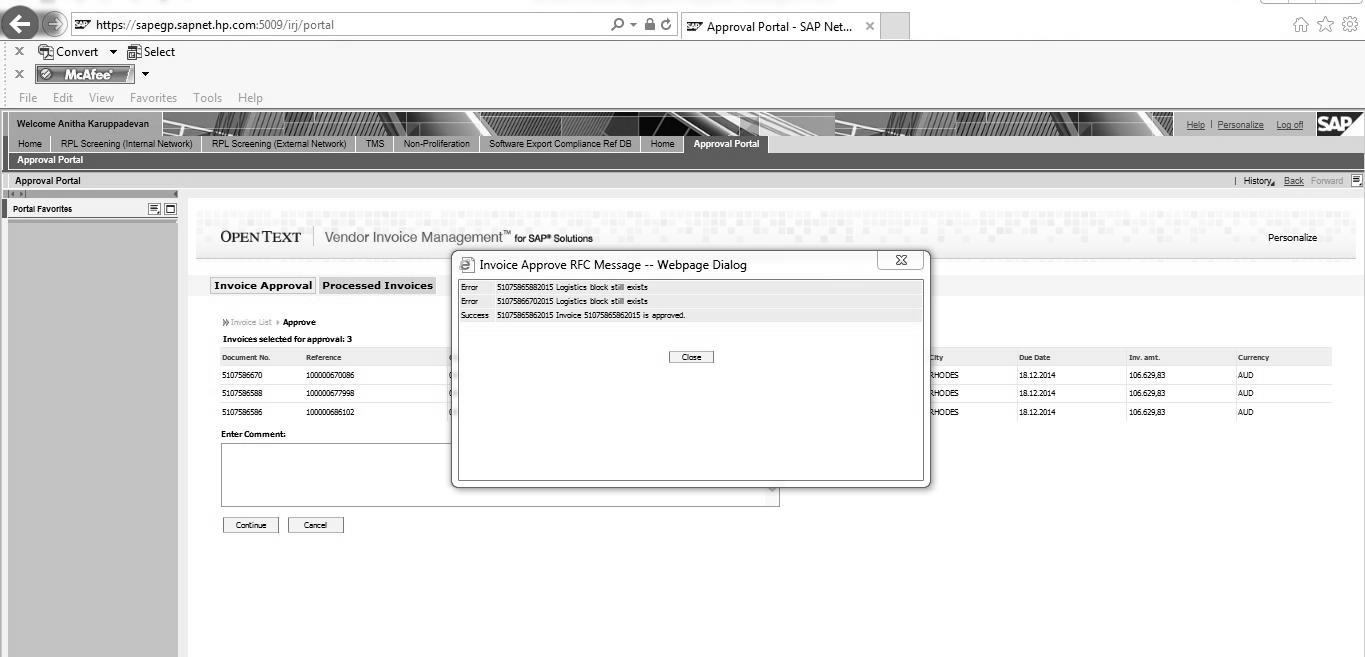 https://sapegp.sapnet.hp.com:5009/irj/portal
SAP Approval Portal - SAP Net...
Convert Select
McAfee
File Edit View Favorites Tools Help
Welcome Anitha Karuppadevan Help | Personalize Log off SAP
Home RPL Screening (Internal Network) RPL Screening (External Network) TMS Non-Proliferation Software Export Compliance Ref DB Home Approval Portal
Approval Portal
Approval Portal | History Back Forward
Portal Favorites
OPEN TEXT | Vendor Invoice Management™ for SAP® Solutions Personalize
Invoice Approve RFC Message -- Webpage Dialog
Error 51075865882015 Logistics block still exists
Error 51075866702015 Logistics block still exists
Success 51075865862015 Invoice 51075865862015 is approved.
Close
Invoice Approval Processed Invoices
Invoice List Approve
Invoices selected for approval: 3
Document No. Reference City Due Date Inv. amt. Currency
5107586670 100000670086 RHODES 18.12.2014 106.629,83 AUD
5107586588 100000677998 RHODES 18.12.2014 106.629,83 AUD
5107586586 100000686102 RHODES 18.12.2014 106.629,83 AUD
Enter Comment:
Continue Cancel